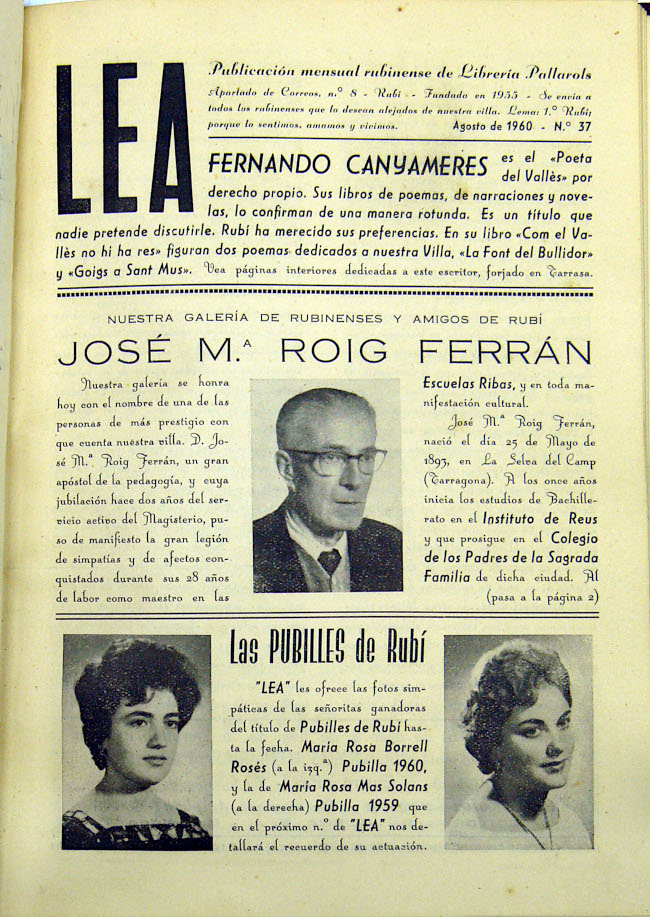 LEA
Publicación mensual rubinense de Librería Pallarols
Apartado de Correos, n.º 8 - Rubí - Fundada en 1955 - Se envía a
todos los rubinenses que lo desean alejados de nuestra villa. Lema: 1.º Rubí;
porque lo sentimos, amamos y vivimos.
Agosto de 1960 - N.º 37
FERNANDO CANYAMERES es el «Poeta
del Vallès» por
derecho propio. Sus libros de poemas, de narraciones y nove-
las, lo confirman de una manera rotunda. Es un título que
nadie pretende discutirle. Rubí ha merecido sus preferencias. En su libro «Com el Va-
llès no hi ha res» figuran dos poemas dedicados a nuestra Villa, «La Font del Bullidor»
y «Goigs a Sant Mus». Vea páginas interiores dedicadas a este escritor, forjado en Tarrasa.
NUESTRA GALERÍA DE RUBINENSES Y AMIGOS DE RUBÍ
JOSÉ M.ª ROIG FERRÁN
Nuestra galería se honra
hoy con el nombre de una de las
personas de más prestigio con
que cuenta nuestra villa. D. Jo-
sé M.ª Roig Ferrán, un gran
apóstol de la pedagogía, y cuya
jubilación hace dos años del ser-
vicio activo del Magisterio, pu-
so de manifiesto la gran legión
de simpatías y de afectos con-
quistados durante sus 28 años
de labor como maestro en las
Escuelas Ribas, y en toda ma-
nifestación cultural.
José M.ª Roig Ferrán,
nació el día 25 de Mayo de
1893, en La Selva del Camp
(Tarragona). A los once años
inicia los estudios de Bachille-
rato en el Instituto de Reus
y que prosigue en el Colegio
de los Padres de la Sagrada
Familia de dicha ciudad. Al
(pasa a la página 2)
Las PUBILLES de Rubí
"LEA" les ofrece las fotos sim-
páticas de las señoritas ganadoras
del título de Pubilles de Rubí has-
ta la fecha. María Rosa Borrell
Rosés (a la izq.ª) Pubilla 1960,
y la de María Rosa Mas Solans
(a la derecha) Pubilla 1959 que
en el próximo n.º de "LEA" nos de-
tallará el recuerdo de su actuación.